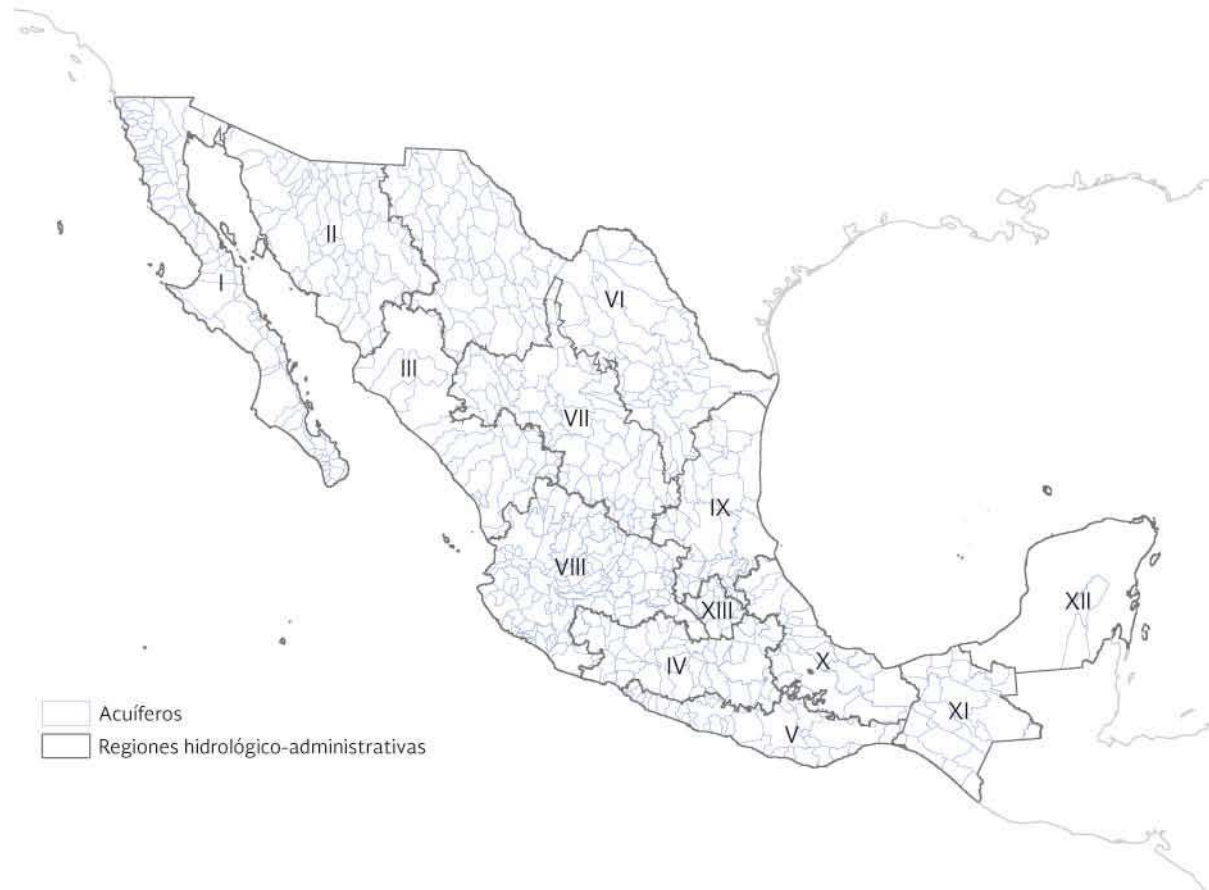 II
I
VI
III
VII
IX
VIII
XII
XIII
IV
X
XI
V
Acuíferos
Regiones hidrológico-administrativas